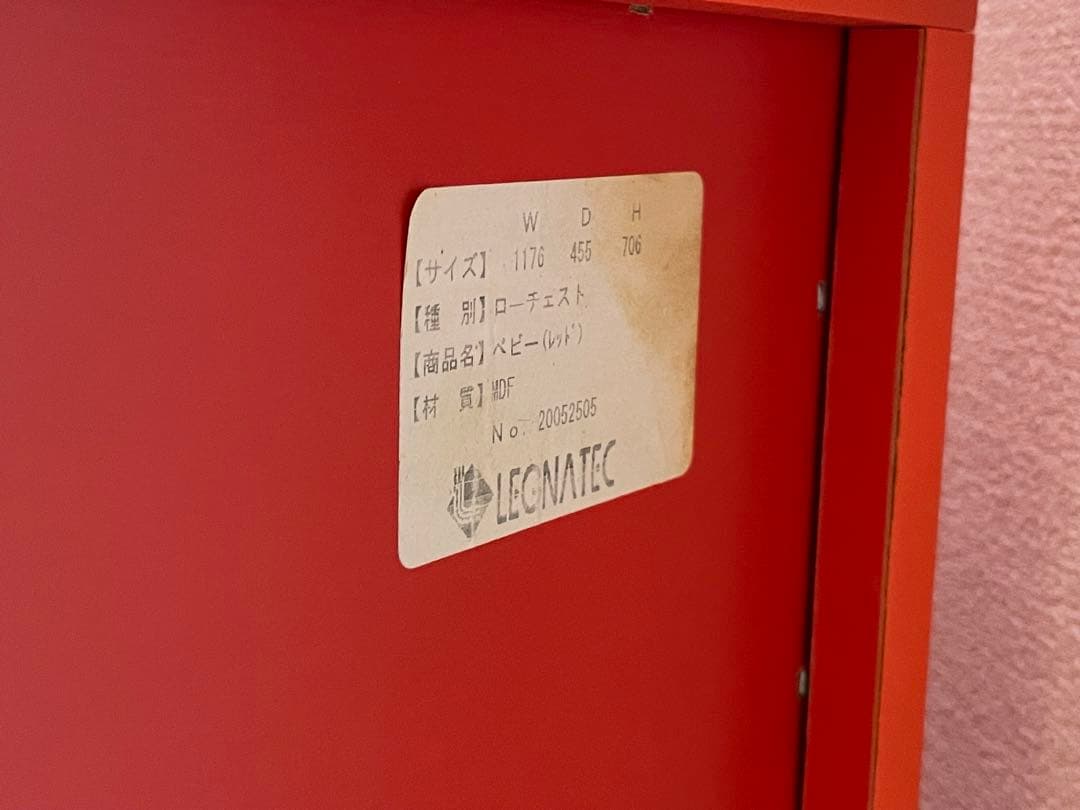 W D H
【サイズ】 1176 455 706
【種 別】ローチェスト
【商品名】ベビー(ﾚｯﾄﾞ)
【材 質】MDF
No. 20052505
LEONATEC